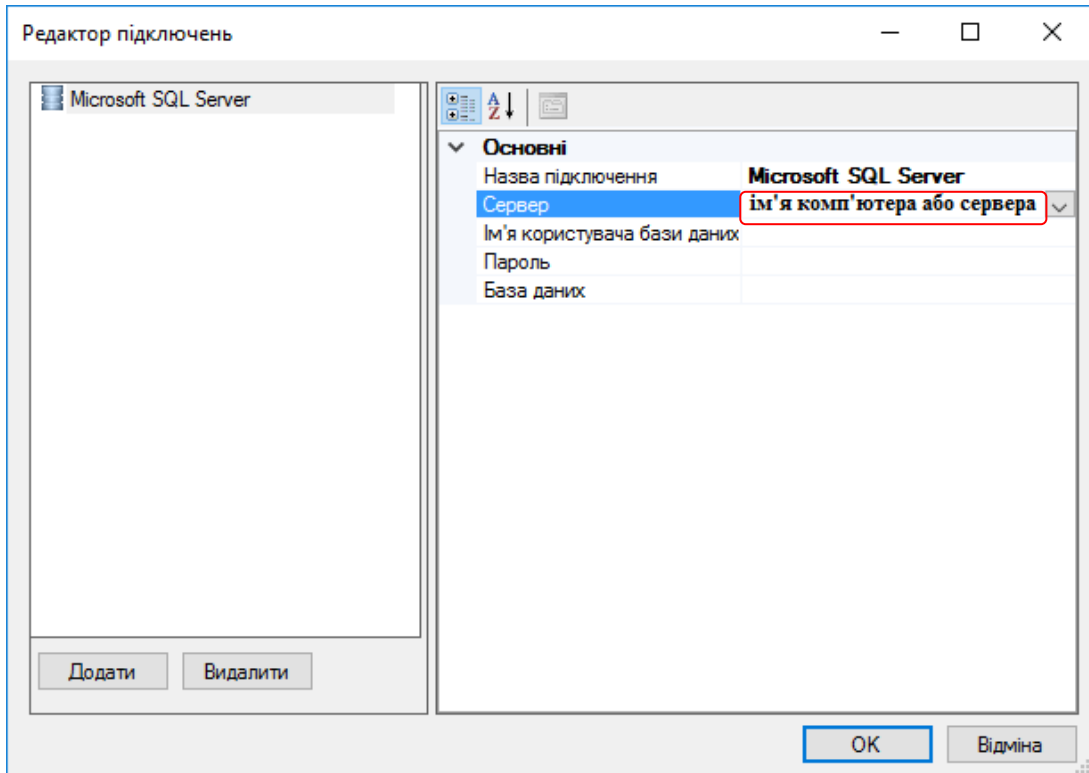 Редактор підключень
Microsoft SQL Server
Основні
Назва підключення Microsoft SQL Server
Сервер ім'я комп'ютера або сервера
Ім'я користувача бази даних
Пароль
База даних
Додати Видалити
OK Відміна